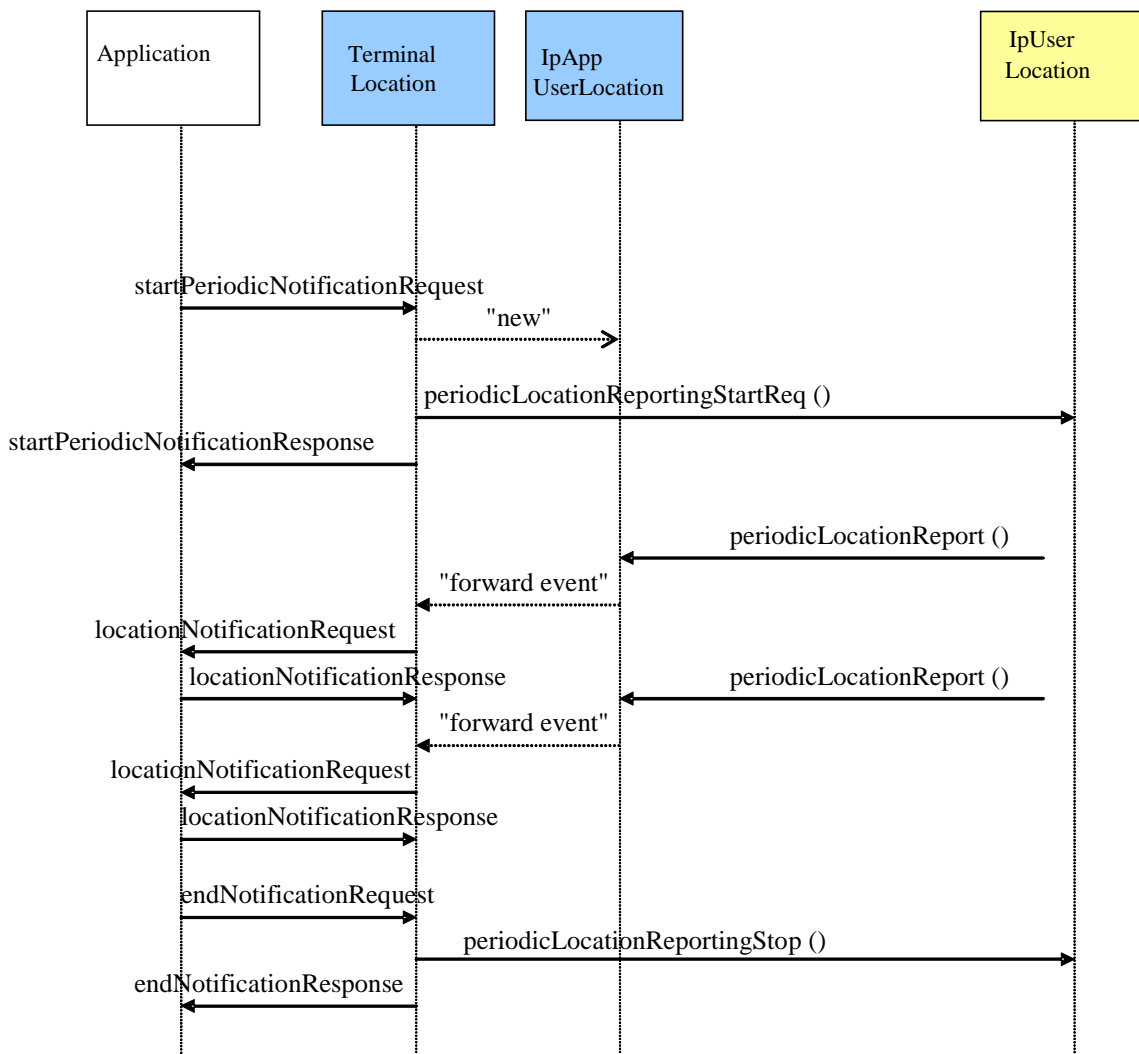 Application
Terminal
Location
IpApp
UserLocation
IpUser
Location
startPeriodicNotificationRequest
"new"
periodicLocationReportingStartReq ()
startPeriodicNotificationResponse
periodicLocationReport ()
"forward event"
locationNotificationRequest
locationNotificationResponse
periodicLocationReport ()
"forward event"
locationNotificationRequest
locationNotificationResponse
endNotificationRequest
periodicLocationReportingStop ()
endNotificationResponse